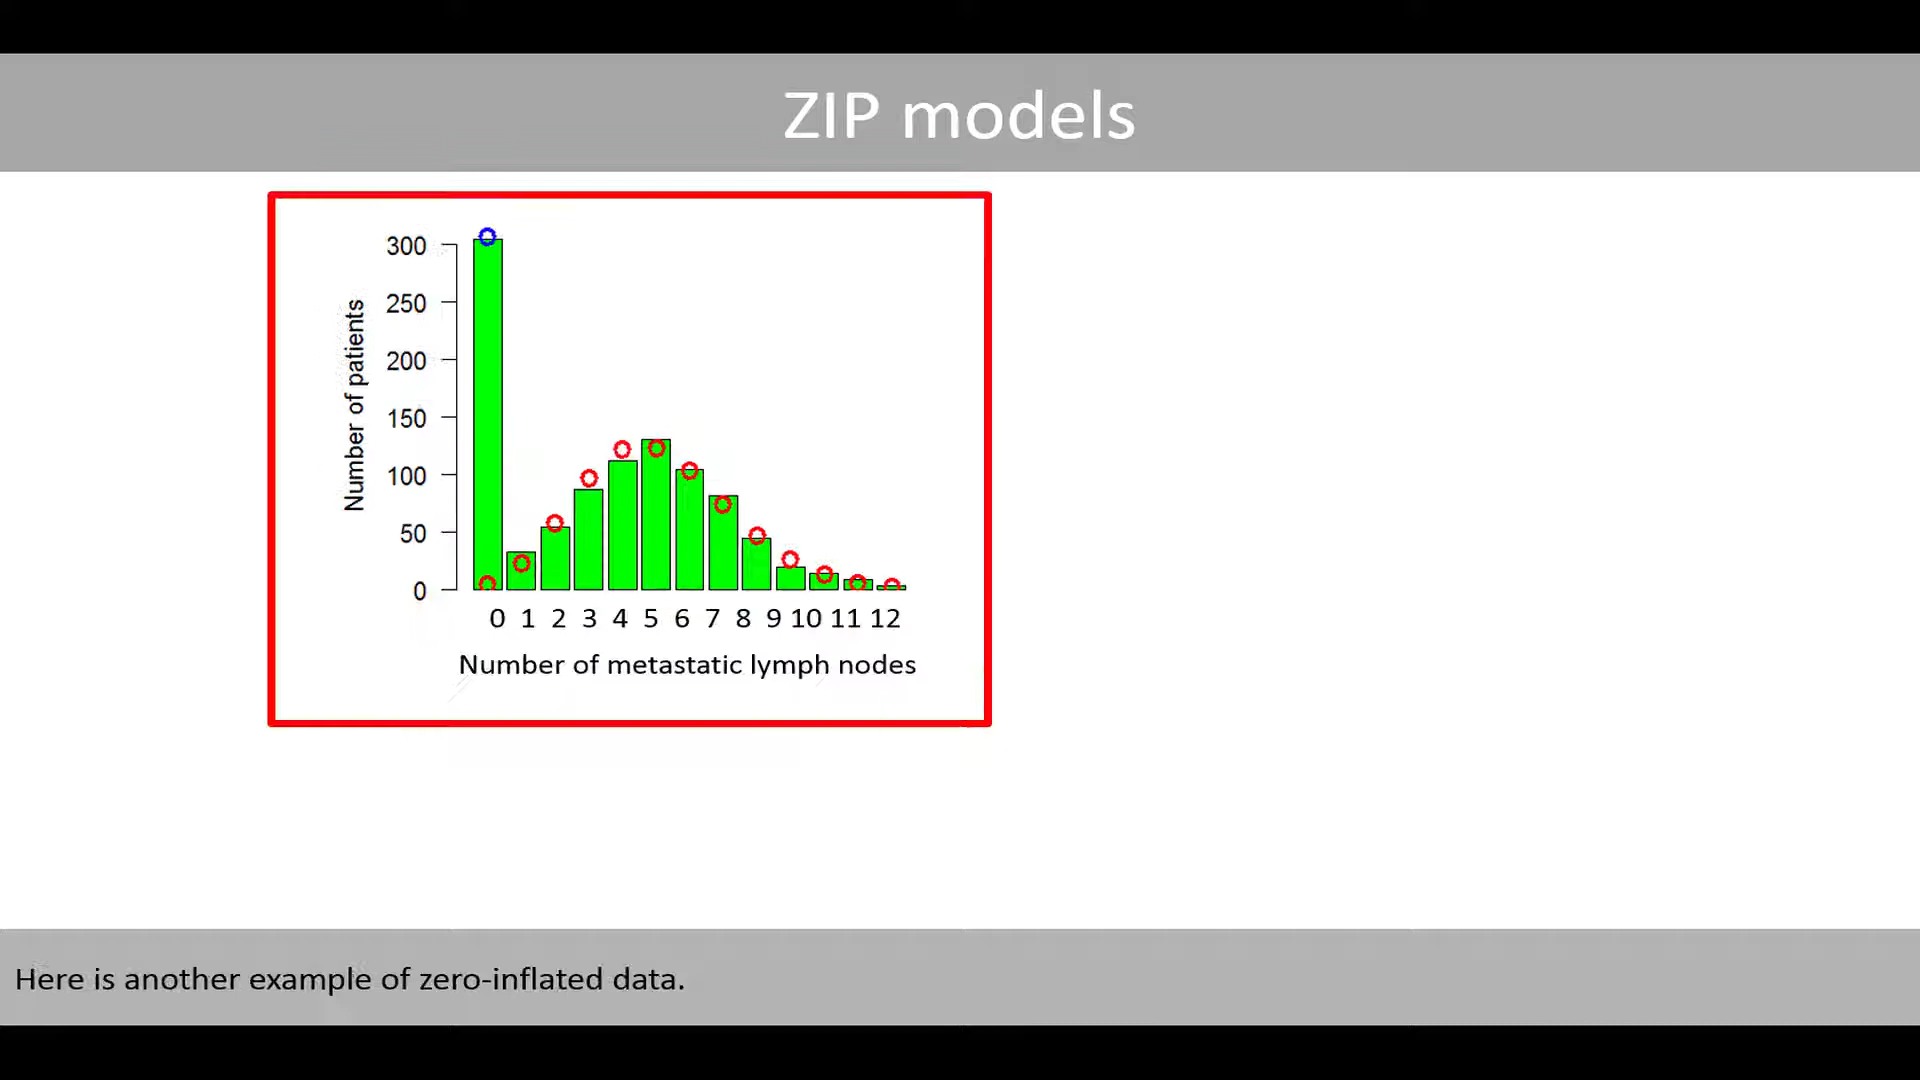 ZIP models
300
250
200
150
100
50
0
Number of patients
0 1 2 3 4 5 6 7 8 9 10 11 12
Number of metastatic lymph nodes
Here is another example of zero-inflated data.